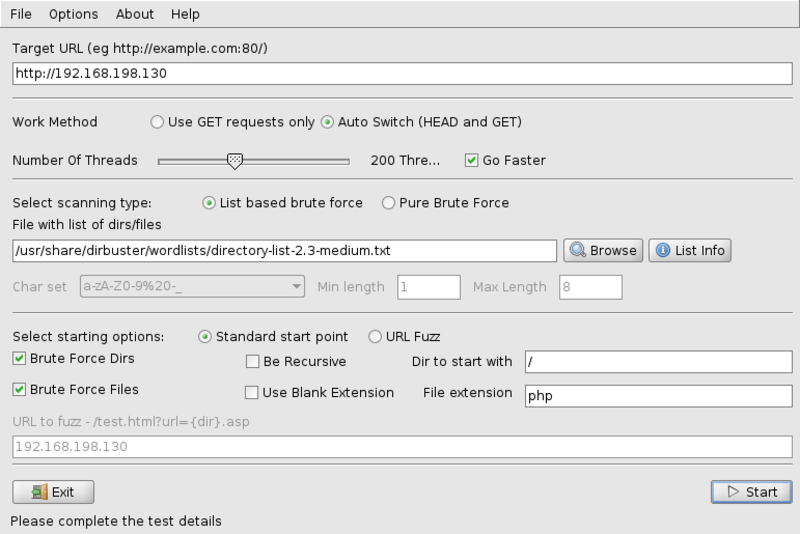 File Options About Help
Target URL (eg http://example.com:80/)
http://192.168.198.130
Work Method Use GET requests only Auto Switch (HEAD and GET)
Number Of Threads 200 Thre... Go Faster
Select scanning type: List based brute force Pure Brute Force
File with list of dirs/files
/usr/share/dirbuster/wordlists/directory-list-2.3-medium.txt Browse List Info
Char set a-zA-Z0-9%20-_ Min length 1 Max Length 8
Select starting options: Standard start point URL Fuzz
Brute Force Dirs Be Recursive Dir to start with /
Brute Force Files Use Blank Extension File extension php
URL to fuzz - /test.html?url={dir}.asp
192.168.198.130
Exit Start
Please complete the test details